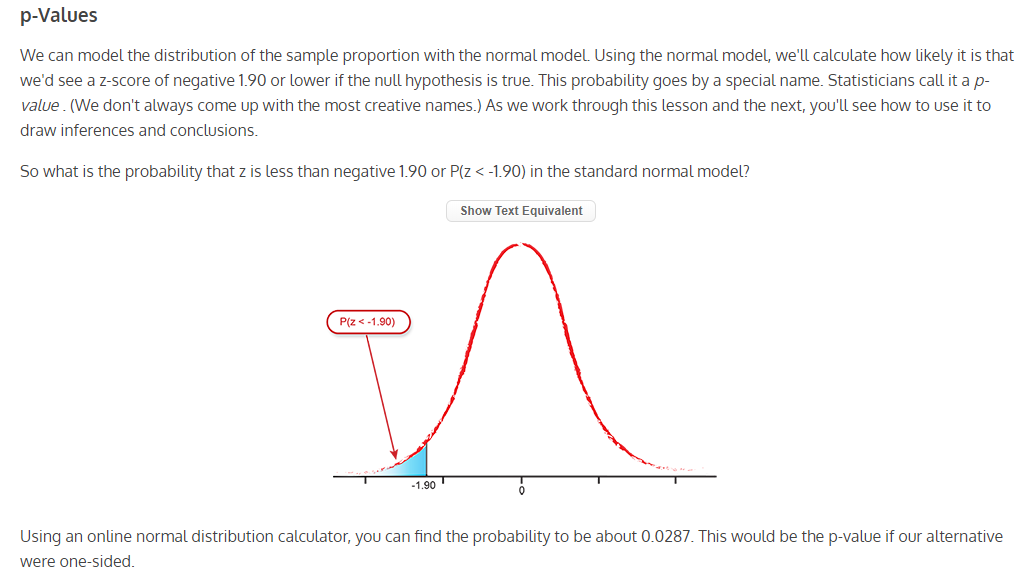 p-Values
We can model the distribution of the sample proportion with the normal model. Using the normal model, we'll calculate how likely it is that
we'd see a z-score of negative 1.90 or lower if the null hypothesis is true. This probability goes by a special name. Statisticians call it a p-
value . (We don't always come up with the most creative names.) As we work through this lesson and the next, you'll see how to use it to
draw inferences and conclusions.
So what is the probability that z is less than negative 1.90 or P(z < -1.90) in the standard normal model?
Show Text Equivalent
P(z < -1.90)
-1.90
0
Using an online normal distribution calculator, you can find the probability to be about 0.0287. This would be the p-value if our alternative
were one-sided.